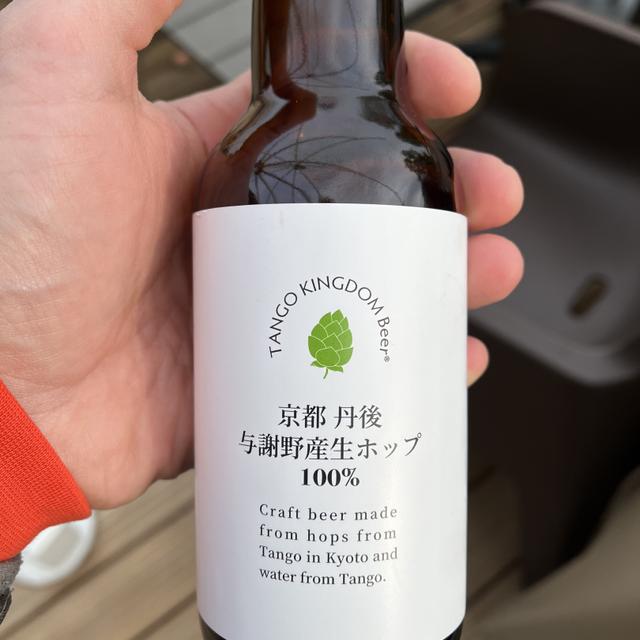 TANGO KINGDOM Beer®
京都 丹後
与謝野産生ホップ
100%
Craft beer made
from hops from
Tango in Kyoto and
water from Tango.